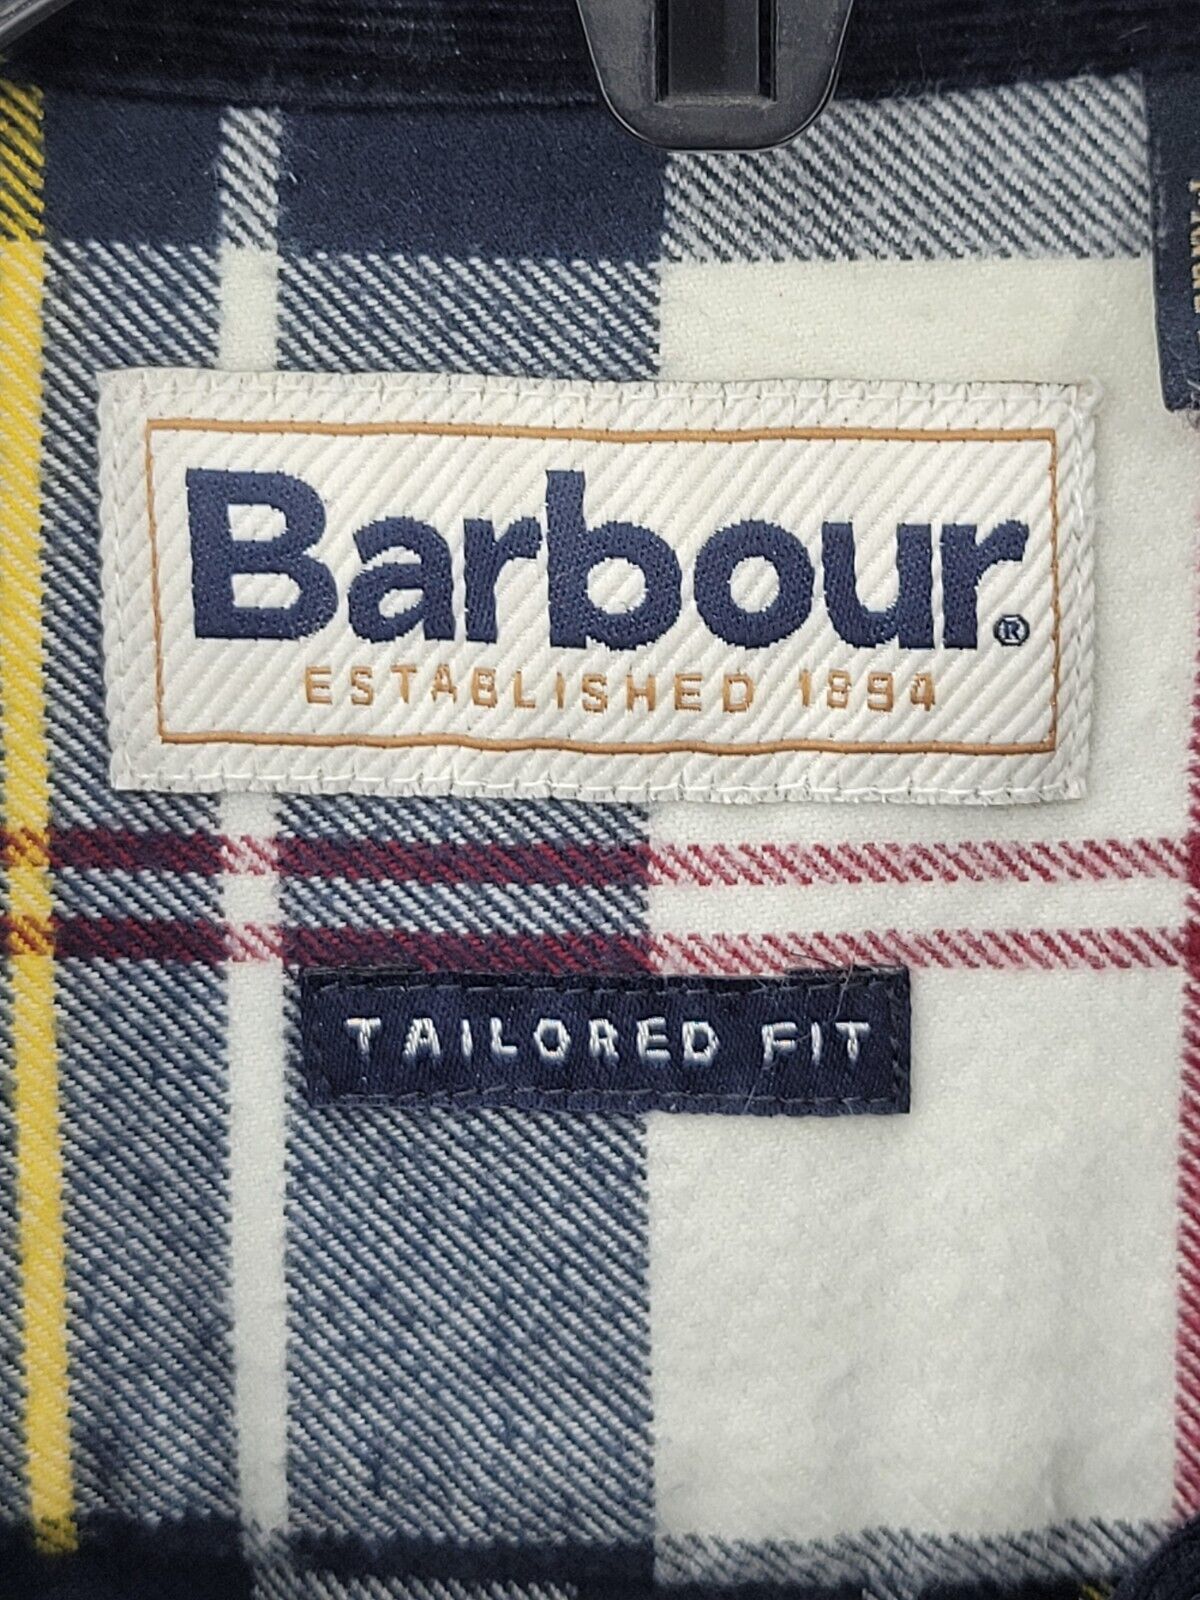 Barbour®
ESTABLISHED 1894
TAILORED FIT